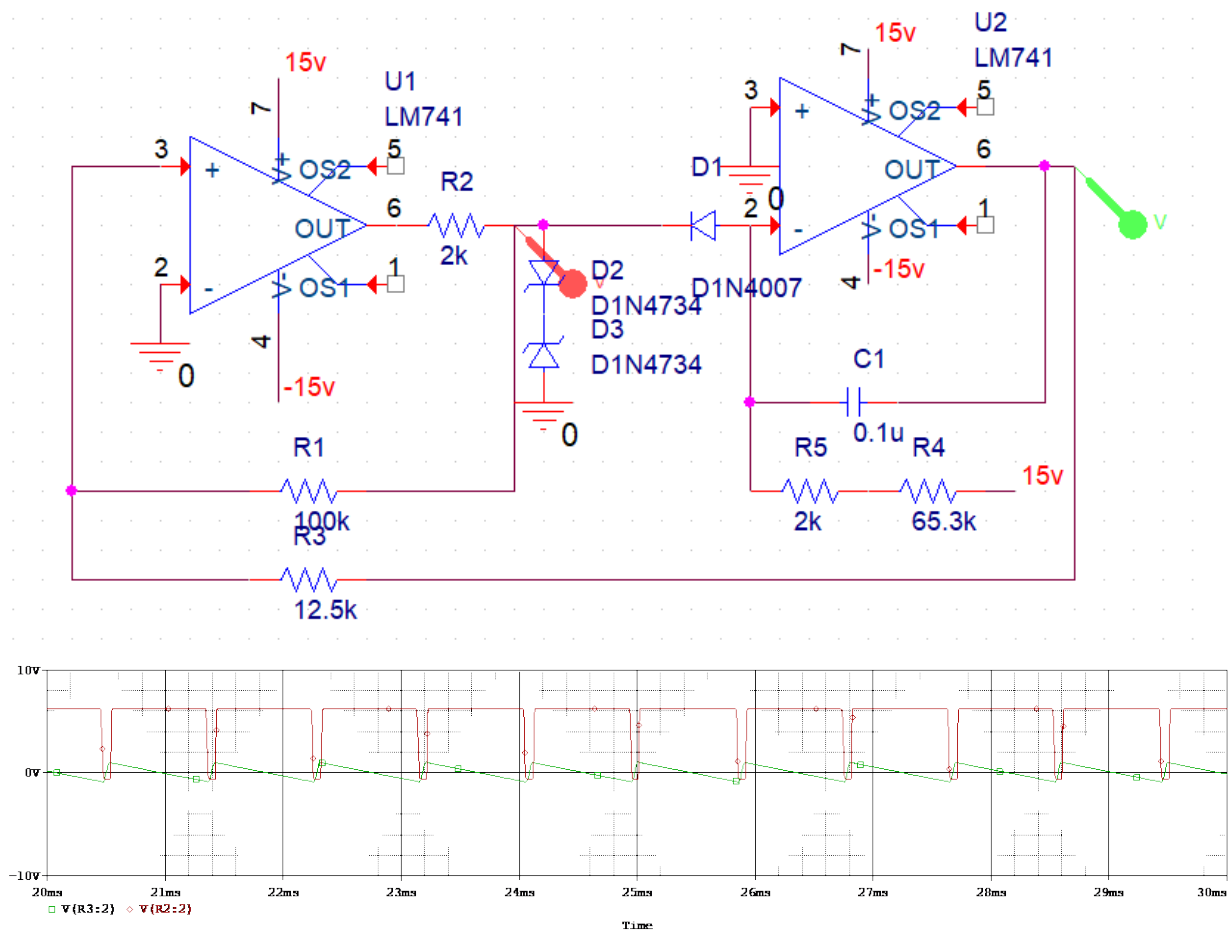 U2
LM741
15v
7
3
+
V+
OS2
5
OUT
6
2
-
V-
OS1
1
4
-15v
0
15v
7
U1
LM741
3
+
V+
OS2
5
OUT
6
2
-
V-
OS1
1
4
-15v
0
R2
2k
D1
D1N4007
V
V
D2
D1N4734
D3
D1N4734
0
C1
0.1u
R5
2k
R4
65.3k
15v
R1
100k
R3
12.5k
10V
0V
-10V
20ms 21ms 22ms 23ms 24ms 25ms 26ms 27ms 28ms 29ms 30ms
V(R3:2) V(R2:2)
Time